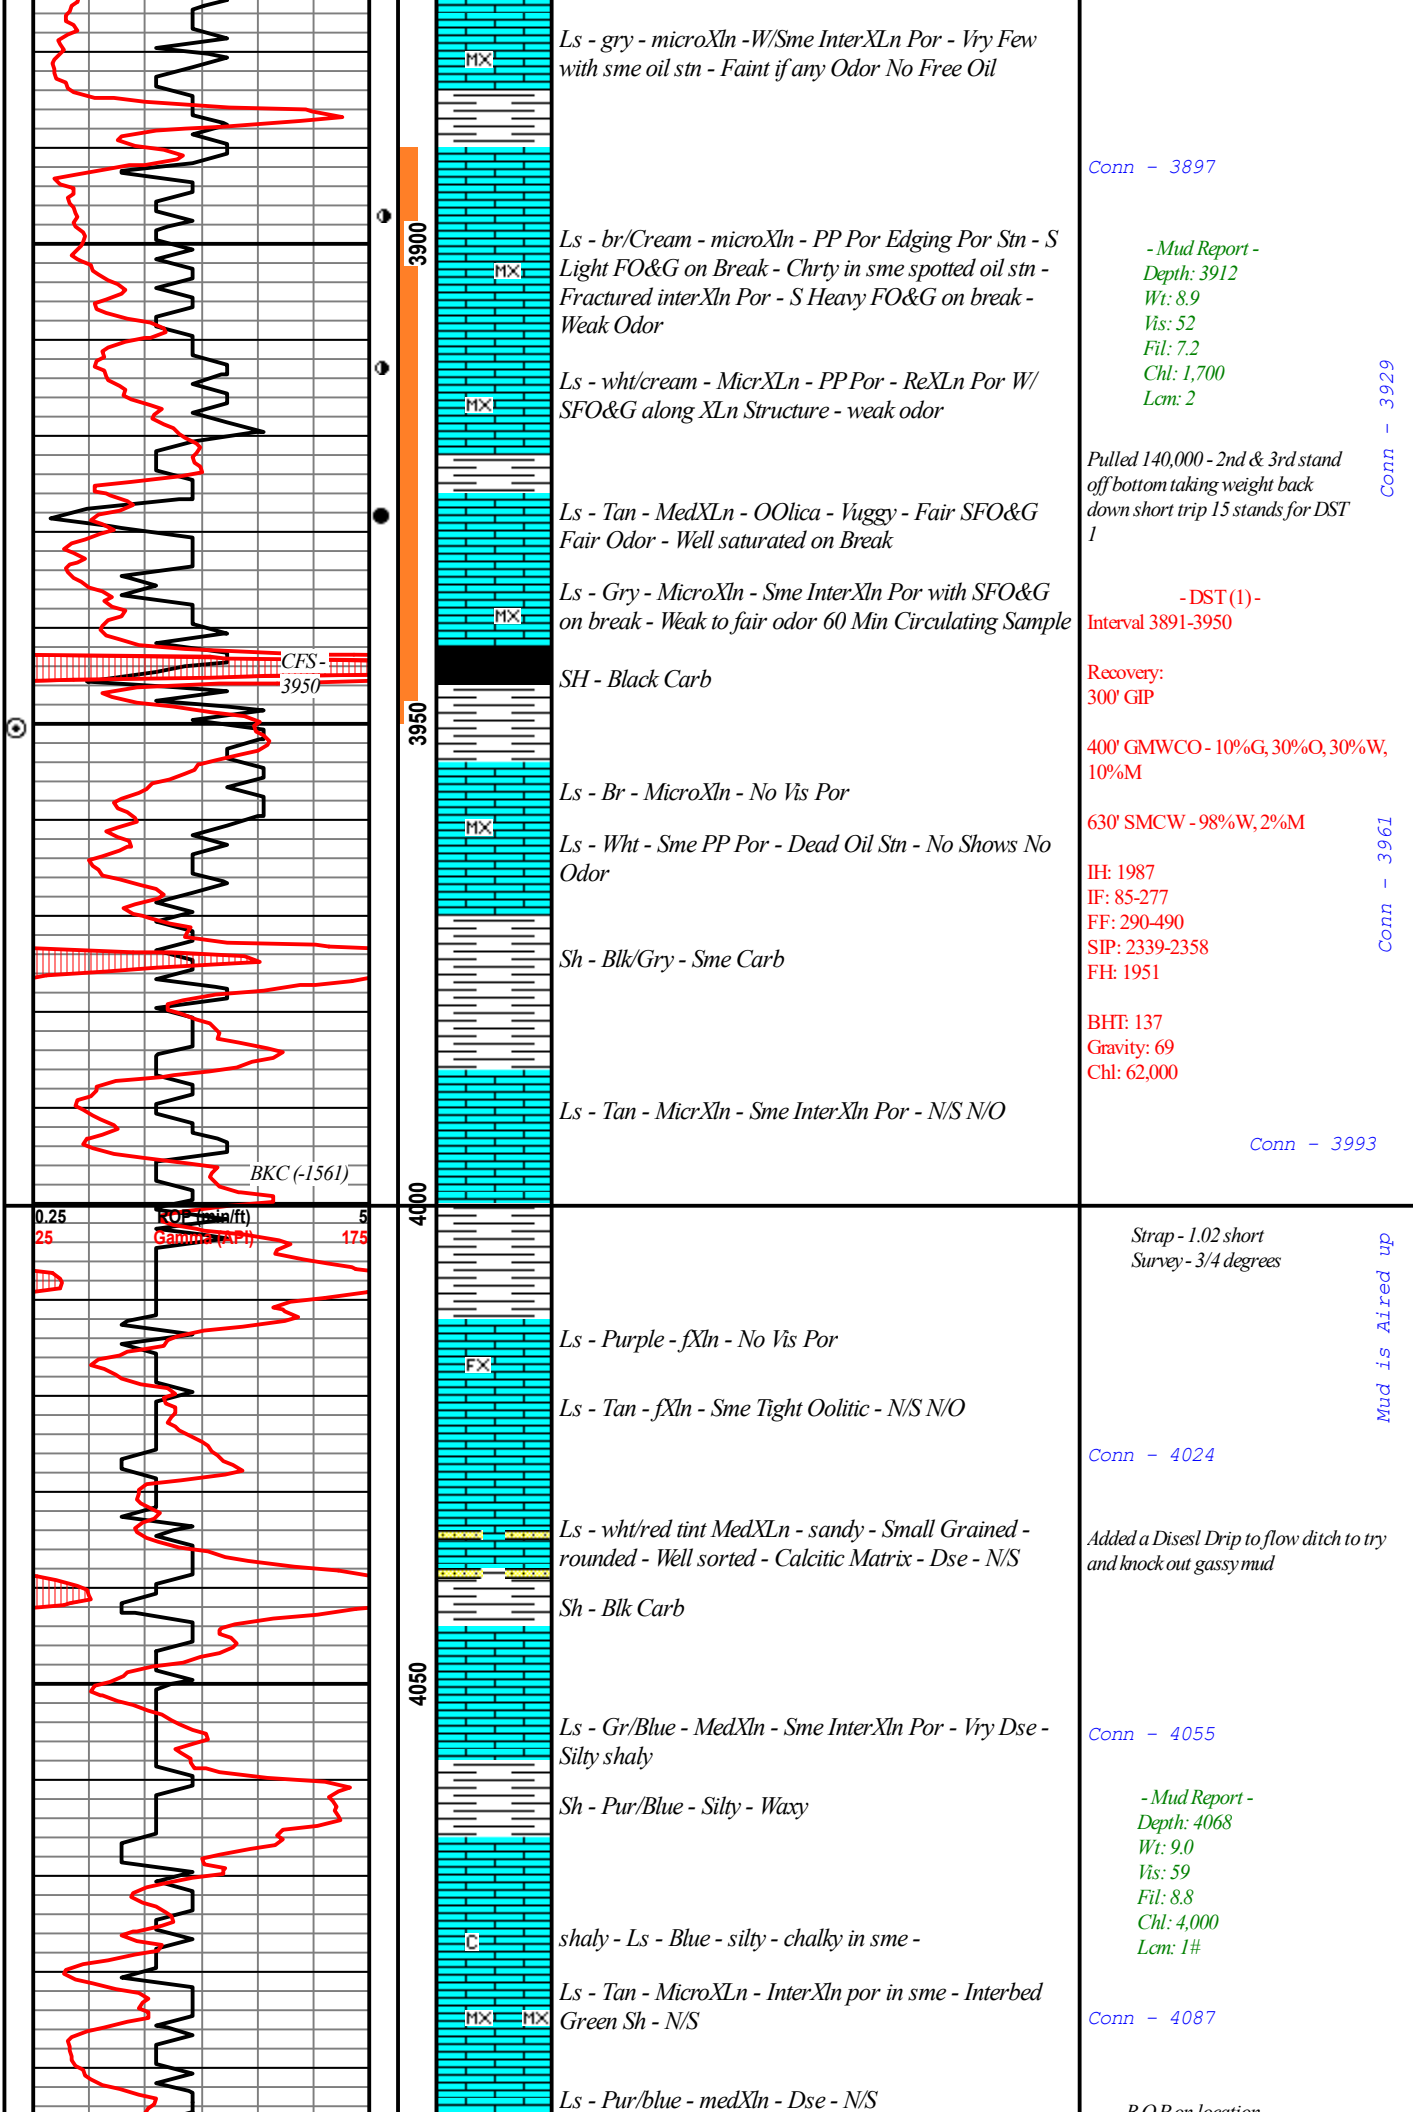 Ls - gry - microXln -W/Sme InterXLn Por - Vry Few
with sme oil stn - Faint if any Odor No Free Oil
MX
Conn - 3897
3900
Ls - br/Cream - microXln - PP Por Edging Por Stn - S
Light FO&G on Break - Chrty in sme spotted oil stn -
Fractured interXln Por - S Heavy FO&G on break -
Weak Odor
MX
- Mud Report -
Depth: 3912
Wt: 8.9
Vis: 52
Fil: 7.2
Chl: 1,700
Lcm: 2
Conn - 3929
Ls - wht/cream - MicrXLn - PP Por - ReXLn Por W/
SFO&G along XLn Structure - weak odor
MX
Pulled 140,000 - 2nd & 3rd stand
off bottom taking weight back
down short trip 15 stands for DST
1
Ls - Tan - MedXLn - OOlica - Vuggy - Fair SFO&G
Fair Odor - Well saturated on Break
Ls - Gry - MicroXln - Sme InterXln Por with SFO&G
on break - Weak to fair odor 60 Min Circulating Sample
MX
- DST (1) -
Interval 3891-3950
CFS -
3950
SH - Black Carb
3950
Recovery:
300' GIP
400' GMWCO - 10%G, 30%O, 30%W,
10%M
630' SMCW - 98%W, 2%M
IH: 1987
IF: 85-277
FF: 290-490
SIP: 2339-2358
FH: 1951
BHT: 137
Gravity: 69
Chl: 62,000
Conn - 3961
Ls - Br - MicroXln - No Vis Por
MX
Ls - Wht - Sme PP Por - Dead Oil Stn - No Shows No
Odor
Sh - Blk/Gry - Sme Carb
Ls - Tan - MicrXln - Sme InterXln Por - N/S N/O
Conn - 3993
BKC (-1561)
4000
0.25 ROP (min/ft) 5
25 Gamma (API) 175
Strap - 1.02 short
Survey - 3/4 degrees
Mud is Aired up
Ls - Purple - fXln - No Vis Por
FX
Ls - Tan - fXln - Sme Tight Oolitic - N/S N/O
Conn - 4024
Ls - wht/red tint MedXLn - sandy - Small Grained -
rounded - Well sorted - Calcitic Matrix - Dse - N/S
Added a Disesl Drip to flow ditch to try
and knock out gassy mud
Sh - Blk Carb
4050
Ls - Gr/Blue - MedXln - Sme InterXln Por - Vry Dse -
Silty shaly
Conn - 4055
Sh - Pur/Blue - Silty - Waxy
- Mud Report -
Depth: 4068
Wt: 9.0
Vis: 59
Fil: 8.8
Chl: 4,000
Lcm: 1#
C
shaly - Ls - Blue - silty - chalky in sme -
Ls - Tan - MicroXLn - InterXln por in sme - Interbed
Green Sh - N/S
MX MX
Conn - 4087
Ls - Pur/blue - medXln - Dse - N/S
on location